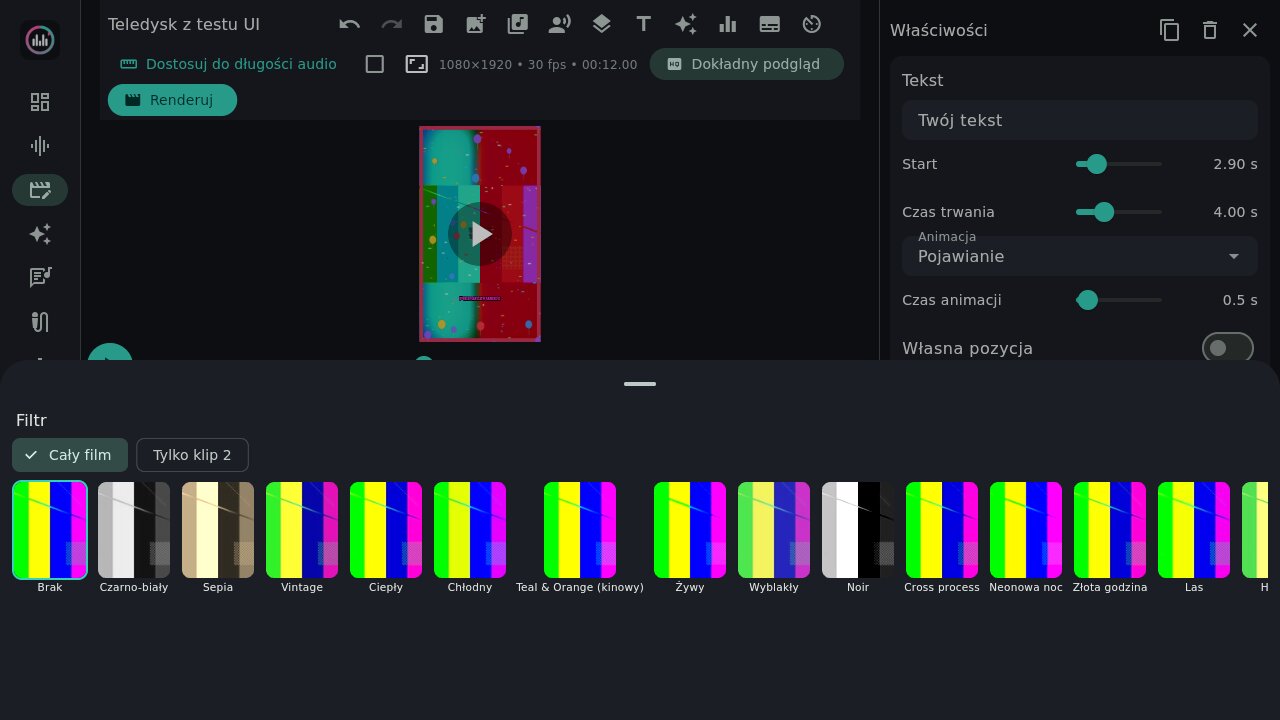 Teledysk z testu UI
Dostosuj do długości audio
1080×1920 • 30 fps • 00:12.00
HQ Dokładny podgląd
Renderuj
Właściwości
Tekst
Twój tekst
Start 2.90 s
Czas trwania 4.00 s
Animacja
Pojawianie
Czas animacji 0.5 s
Własna pozycja
Filtr
Cały film
Tylko klip 2
Brak
Czarno-biały
Sepia
Vintage
Ciepły
Chłodny
Teal & Orange (kinowy)
Żywy
Wyblakły
Noir
Cross process
Neonowa noc
Złota godzina
Las
H